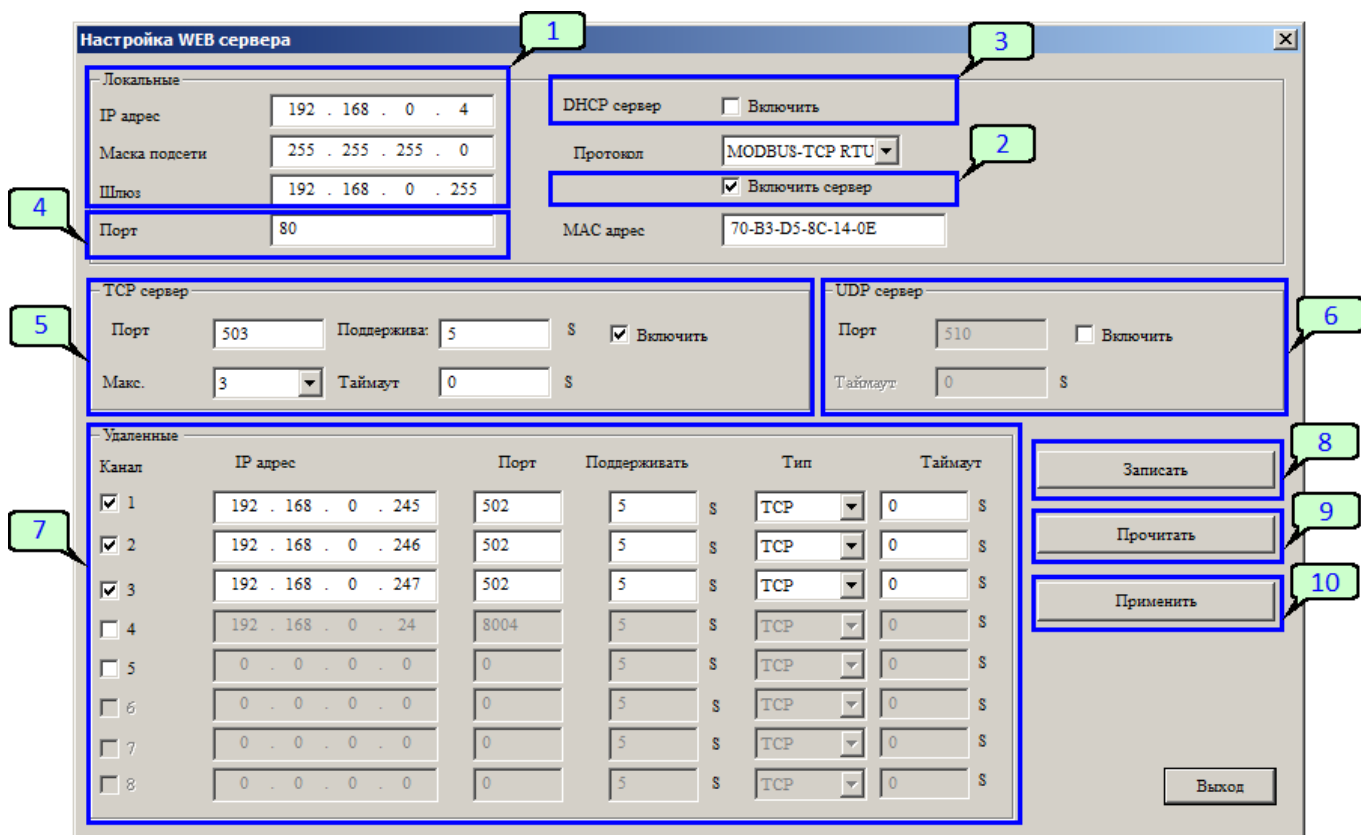 1
3
Настройка WEB сервера
Локальные
IP адрес 192 . 168 . 0 . 4
DHCP сервер Включить
Маска подсети 255 . 255 . 255 . 0
Протокол MODBUS-TCP RTU
2
Шлюз 192 . 168 . 0 . 255
Включить сервер
4
Порт 80
MAC адрес 70-B3-D5-8C-14-0E
TCP сервер
UDP сервер
5
Порт 503 Поддержива: 5 S Включить
Порт 510 Включить
6
Макс. 3 Таймаут 0 S
Таймаут 0 S
Удаленные
Канал IP адрес Порт Поддерживать Тип Таймаут
8
Записать
7
1 192 . 168 . 0 . 245 502 5 S TCP 0 S
9
Прочитать
2 192 . 168 . 0 . 246 502 5 S TCP 0 S
10
Применить
3 192 . 168 . 0 . 247 502 5 S TCP 0 S
4 192 . 168 . 0 . 24 8004 5 S TCP 0 S
5 0 . 0 . 0 . 0 0 5 S TCP 0 S
6 0 . 0 . 0 . 0 0 5 S TCP 0 S
7 0 . 0 . 0 . 0 0 5 S TCP 0 S
8 0 . 0 . 0 . 0 0 5 S TCP 0 S
Выход